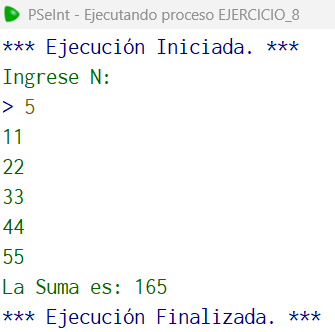 PSeInt - Ejecutando proceso EJERCICIO_8
*** Ejecución Iniciada. ***
Ingrese N:
> 5
11
22
33
44
55
La Suma es: 165
*** Ejecución Finalizada. ***